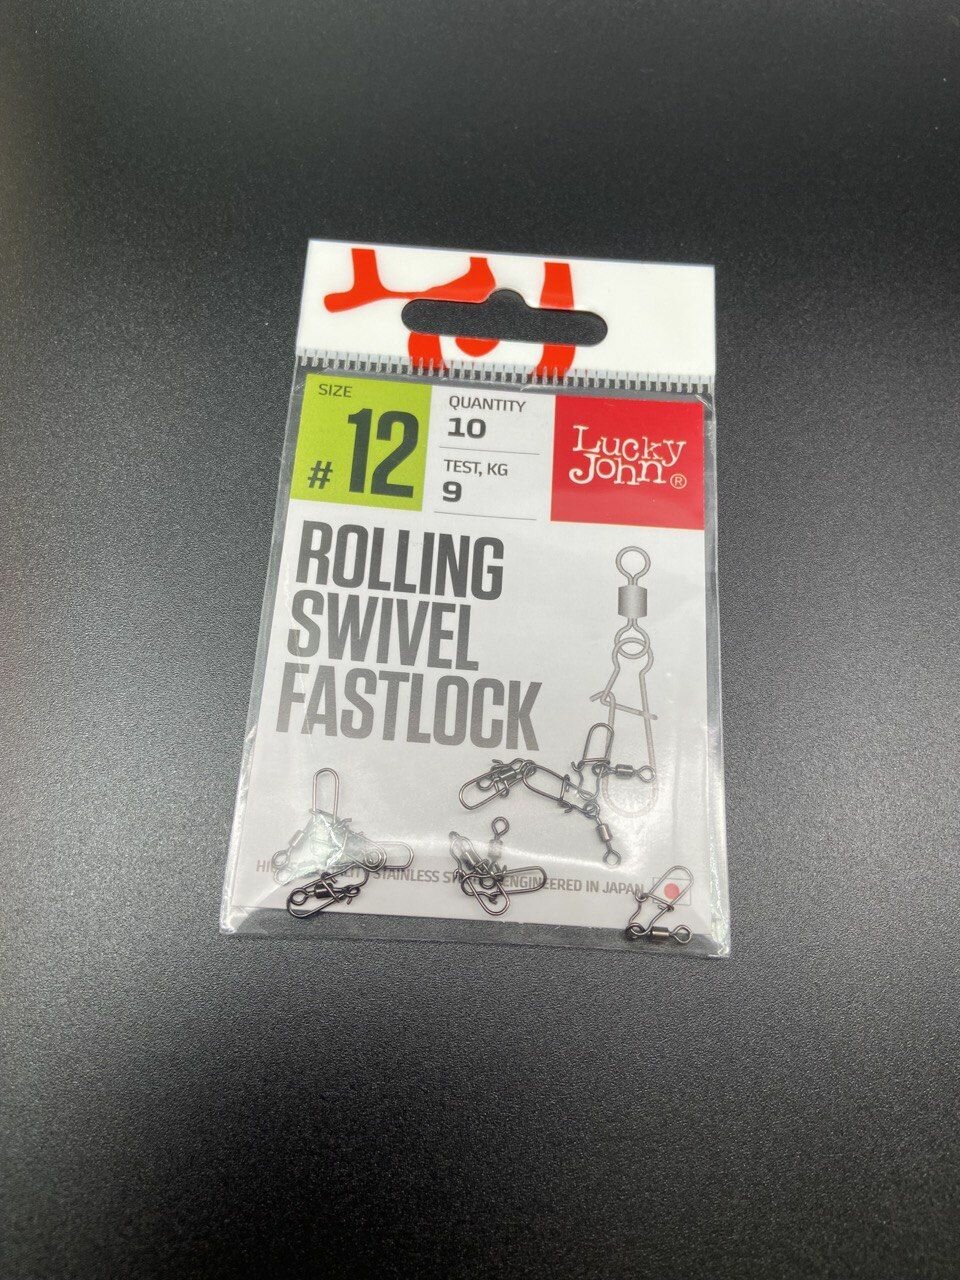 SIZE
# 12
QUANTITY
10
TEST, KG
9
Lucky
John ®
ROLLING
SWIVEL
FASTLOCK
STAINLESS ENGINEERED IN JAPAN